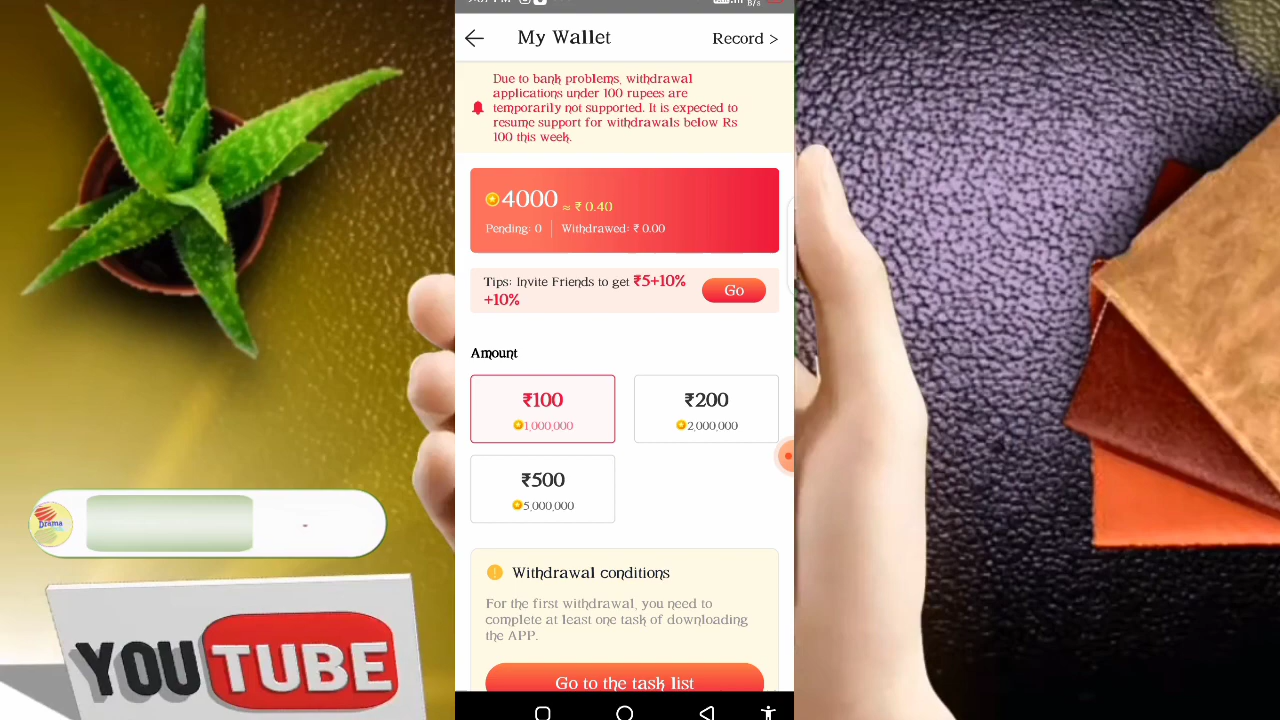 My Wallet
Record >
Due to bank problems, withdrawal
applications under 100 rupees are
temporarily not supported. It is expected to
resume support for withdrawals below Rs
100 this week.
4000 ≈ ₹ 0.40
Pending: 0 | Withdrawed: ₹ 0.00
Tips: Invite Friends to get ₹5+10%
+10%
Go
Amount
₹100
1,000,000
₹200
2,000,000
₹500
5,000,000
Withdrawal conditions
For the first withdrawal, you need to
complete at least one task of downloading
the APP.
Go to the task list
Drama
YOUTUBE